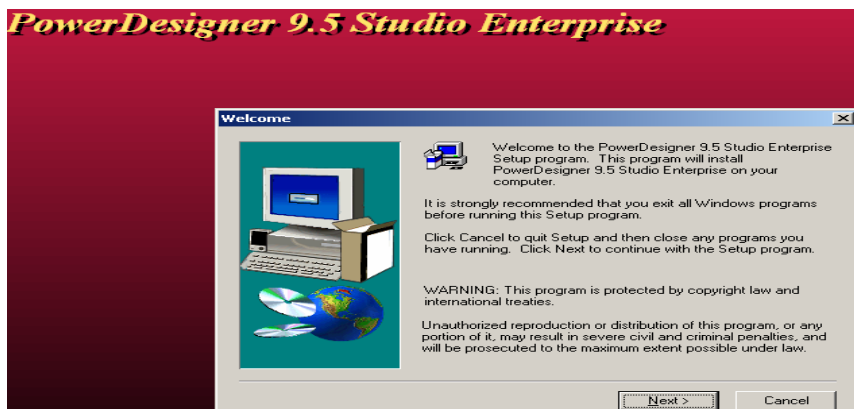 PowerDesigner 9.5 Studio Enterprise
Welcome
Welcome to the PowerDesigner 9.5 Studio Enterprise
Setup program. This program will install
PowerDesigner 9.5 Studio Enterprise on your
computer.
It is strongly recommended that you exit all Windows programs
before running this Setup program.
Click Cancel to quit Setup and then close any programs you
have running. Click Next to continue with the Setup program.
WARNING: This program is protected by copyright law and
international treaties.
Unauthorized reproduction or distribution of this program, or any
portion of it, may result in severe civil and criminal penalties, and
will be prosecuted to the maximum extent possible under law.
Next >
Cancel